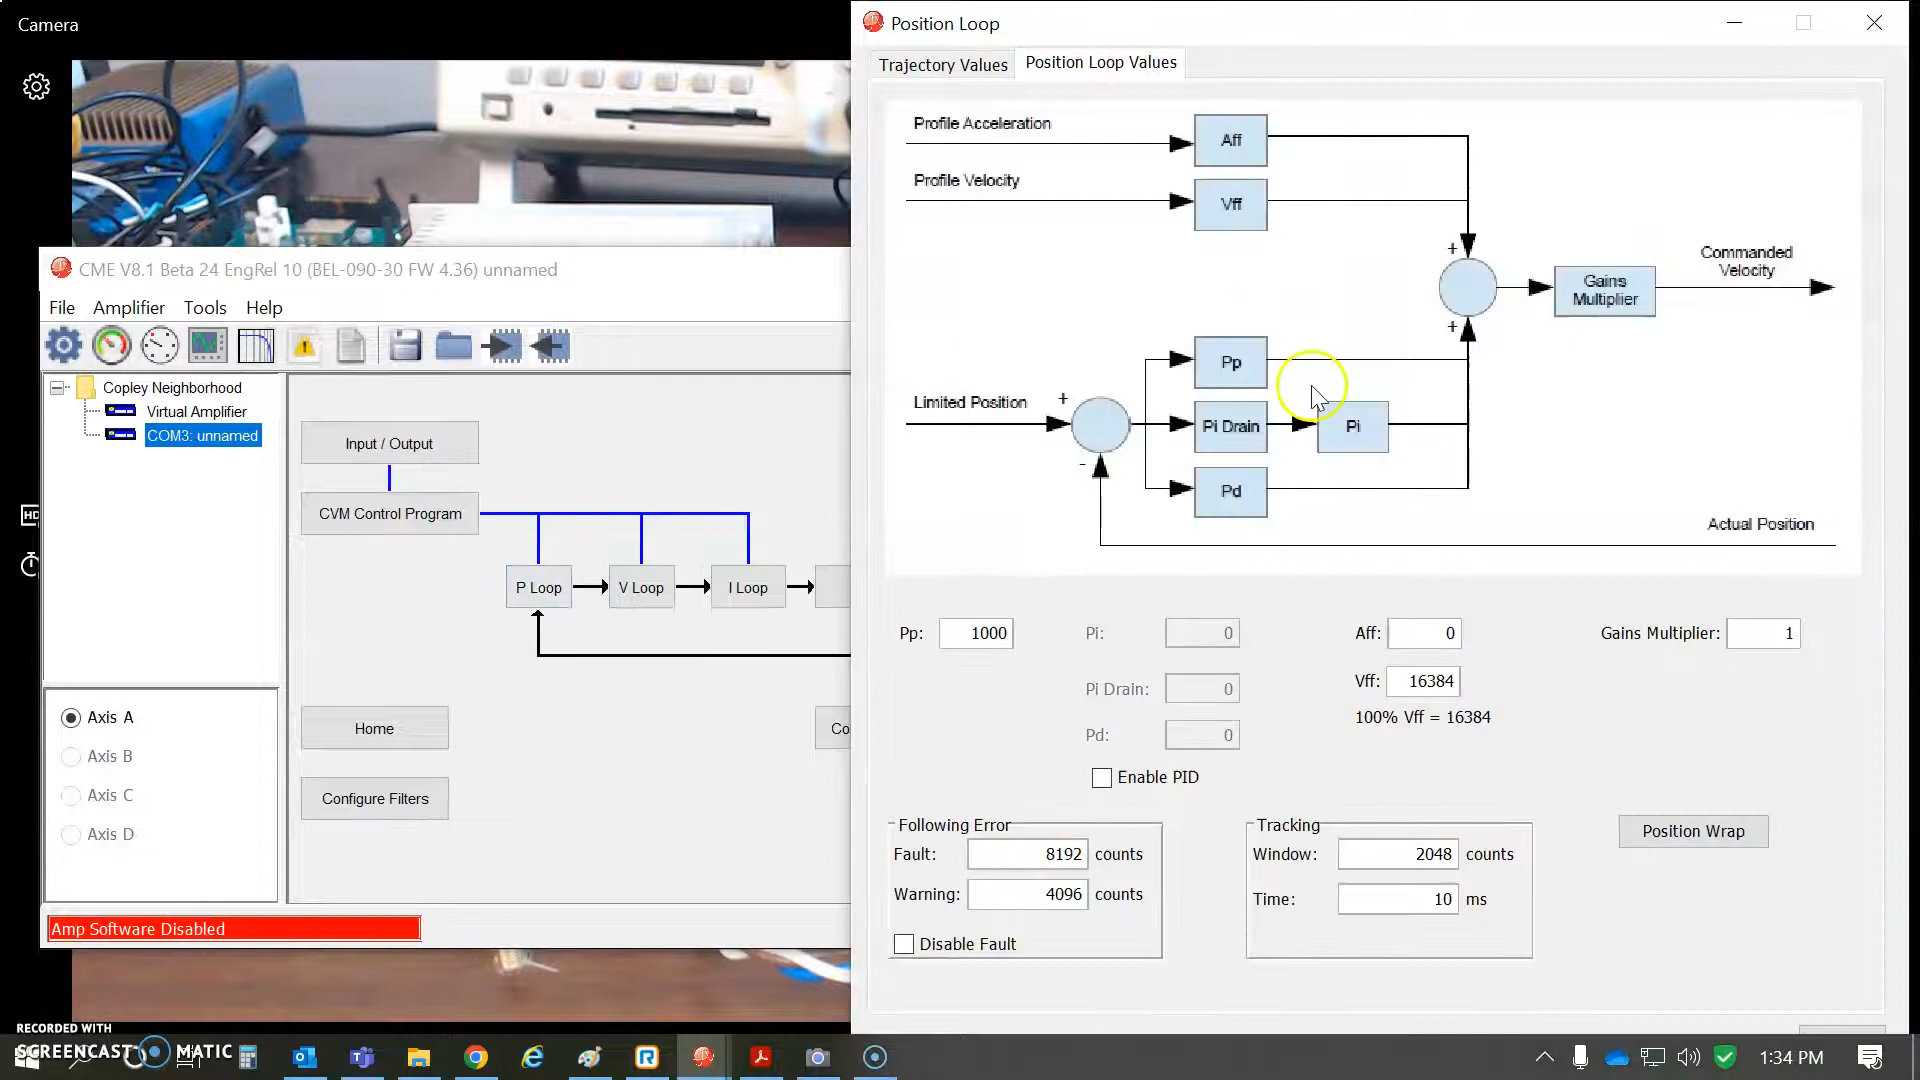 Camera
Position Loop
Trajectory Values
Position Loop Values
Profile Acceleration
Aff
Profile Velocity
Vff
+
Commanded
Velocity
Gains
Multiplier
+
Pp
Limited Position
+
Pi Drain
Pi
-
Pd
Actual Position
Pp: 1000
Pi: 0
Aff: 0
Gains Multiplier: 1
Pi Drain: 0
Vff: 16384
100% Vff = 16384
Pd: 0
Enable PID
Following Error
Fault: 8192 counts
Warning: 4096 counts
Disable Fault
Tracking
Window: 2048 counts
Time: 10 ms
Position Wrap
CME V8.1 Beta 24 EngRel 10 (BEL-090-30 FW 4.36) unnamed
File Amplifier Tools Help
Copley Neighborhood
Virtual Amplifier
COM3: unnamed
Input / Output
CVM Control Program
P Loop
V Loop
I Loop
Home
Co
Configure Filters
Axis A
Axis B
Axis C
Axis D
Amp Software Disabled
HD
RECORDED WITH
SCREENCAST MATIC
1:34 PM